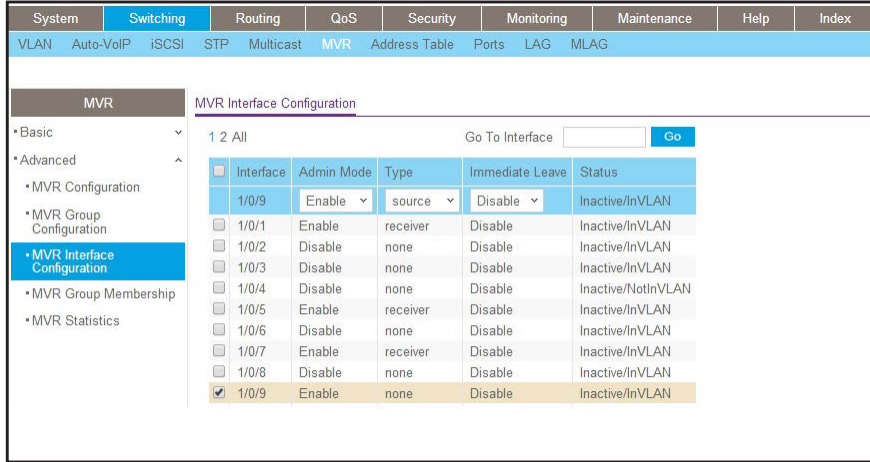 System Switching Routing QoS Security Monitoring Maintenance Help Index
VLAN Auto-VoIP iSCSI STP Multicast MVR Address Table Ports LAG MLAG
MVR
Basic
Advanced
MVR Configuration
MVR Group
Configuration
MVR Interface
Configuration
MVR Group Membership
MVR Statistics
MVR Interface Configuration
1 2 All Go To Interface Go
Interface Admin Mode Type Immediate Leave Status
1/0/9 Enable source Disable Inactive/InVLAN
1/0/1 Enable receiver Disable Inactive/InVLAN
1/0/2 Disable none Disable Inactive/InVLAN
1/0/3 Disable none Disable Inactive/InVLAN
1/0/4 Disable none Disable Inactive/NotInVLAN
1/0/5 Enable receiver Disable Inactive/InVLAN
1/0/6 Disable none Disable Inactive/InVLAN
1/0/7 Enable receiver Disable Inactive/InVLAN
1/0/8 Disable none Disable Inactive/InVLAN
1/0/9 Enable none Disable Inactive/InVLAN